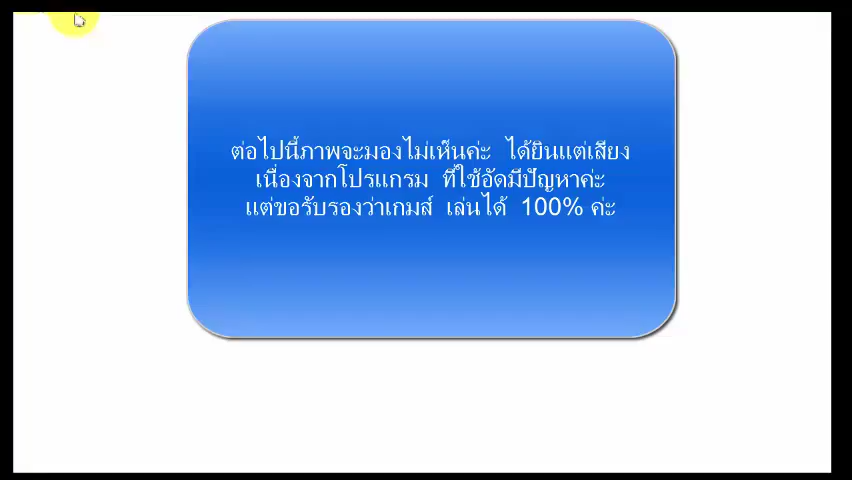 ต่อไปนี้ภาพจะมองไม่เห็นค่ะ ได้ยินแต่เสียง
เนื่องจากโปรแกรม ที่ใช้อัดมีปัญหาค่ะ
แต่ขอรับรองว่าเกมส์ เล่นได้ 100% ค่ะ